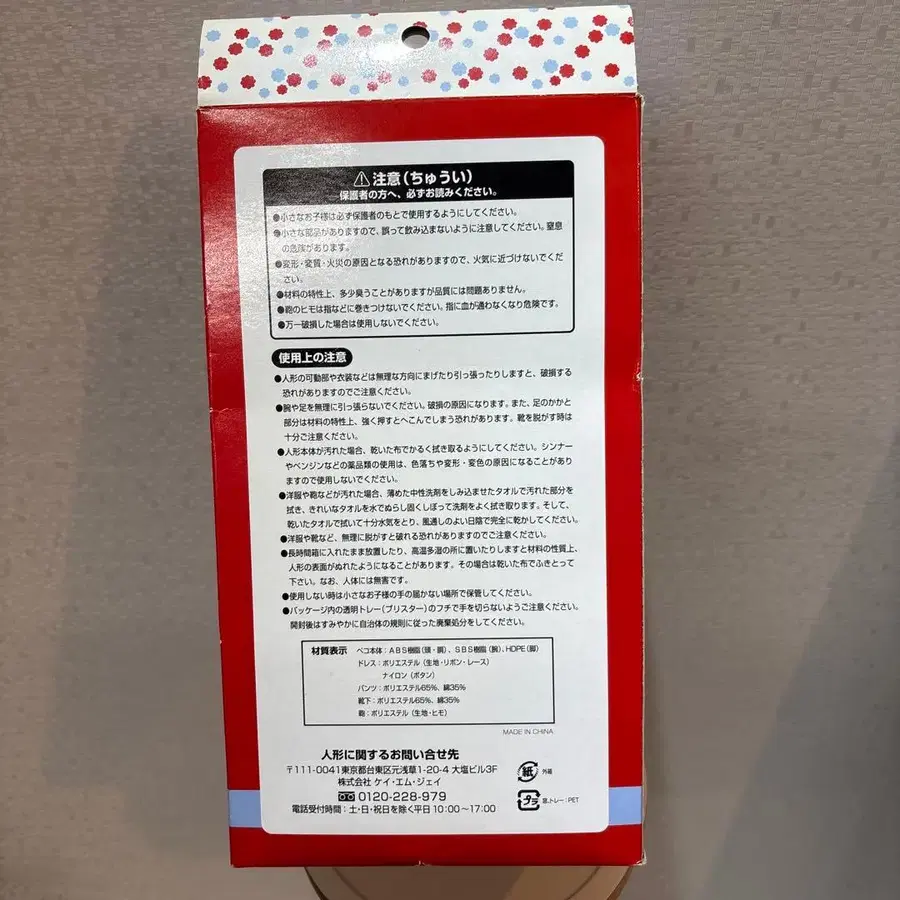 ⚠注意(ちゅうい)
保護者の方へ、必ずお読みください。
●小さなお子様は必ず保護者のもとで使用するようにしてください。
●小さな部品がありますので、誤って飲み込まないように注意してください。窒息
の危険があります。
●変形・変質・火災の原因となる恐れがありますので、火気に近づけないでくだ
さい。
●材料の特性上、多少臭うことがありますが品質には問題ありません。
●鞄のヒモは指などに巻きつけないでください。指に血が通わなくなり危険です。
●万一破損した場合は使用しないでください。
使用上の注意
●人形の可動部や衣装などは無理な方向にまげたり引っ張ったりしますと、破損する
恐れがありますのでご注意ください。
●腕や足を無理に引っ張らないでください。破損の原因になります。また、足のかかと
部分は材料の特性上、強く押すとへこんでしまう恐れがあります。靴を脱がす時は
十分ご注意ください。
●人形本体が汚れた場合、乾いた布でかるく拭き取るようにしてください。シンナー
やベンジンなどの薬品類の使用は、色落ちや変形・変色の原因になることがあり
ますので使用しないでください。
●洋服や鞄などが汚れた場合、薄めた中性洗剤をしみ込ませたタオルで汚れた部分を
拭き、きれいなタオルを水でぬらし固くしぼって洗剤をよく拭き取ります。そして、
乾いたタオルで拭いて十分水気をとり、風通しのよい日陰で完全に乾かしてください。
●洋服や靴など、無理に脱がすと破れる恐れがありますのでご注意ください。
●長時間箱に入れたまま放置したり、高温多湿の所に置いたりしますと材料の性質上、
人形の表面がぬれたようになることがあります。その場合は乾いた布でふきとって
下さい。なお、人体には無害です。
●使用しない時は小さなお子様の手の届かない場所で保管してください。
●パッケージ内の透明トレー(ブリスター)のフチで手を切らないようご注意ください。
開封後はすみやかに自治体の規則に従った廃棄処分をしてください。
材質表示 ペコ本体:ABS樹脂(頭・胴)、SBS樹脂(腕)、HDPE(脚)
ドレス:ポリエステル(生地・リボン・レース)
ナイロン(ボタン)
パンツ:ポリエステル65%、綿35%
靴下:ポリエステル65%、綿35%
鞄:ポリエステル(生地・ヒモ)
MADE IN CHINA
人形に関するお問い合せ先
〒111-0041東京都台東区元浅草1-20-4 大塩ビル3F
株式会社 ケイ・エム・ジェイ
0120-228-979
電話受付時間:土・日・祝日を除く平日10:00〜17:00
紙 外箱
プラ 窓、トレー:PET